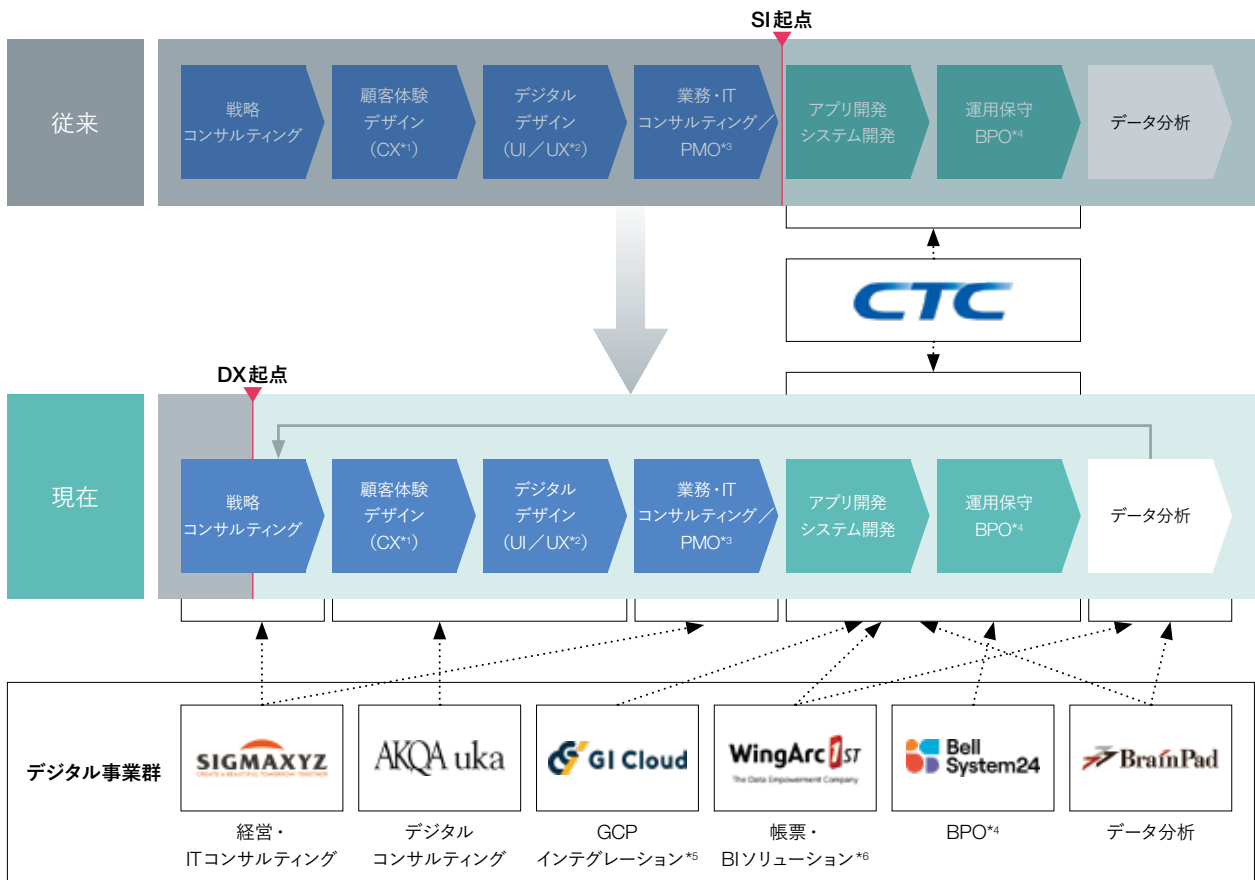 SI起点
従来
戦略
コンサルティング
顧客体験
デザイン
（CX*1）
デジタル
デザイン
（UI／UX*2）
業務・IT
コンサルティング／
PMO*3
アプリ開発
システム開発
運用保守
BPO*4
データ分析
CTC
DX起点
現在
戦略
コンサルティング
顧客体験
デザイン
（CX*1）
デジタル
デザイン
（UI／UX*2）
業務・IT
コンサルティング／
PMO*3
アプリ開発
システム開発
運用保守
BPO*4
データ分析
デジタル事業群
SIGMAXYZ
CREATE A BEAUTIFUL TOMORROW TOGETHER
経営・
ITコンサルティング
AKQA uka
デジタル
コンサルティング
GI Cloud
GCP
インテグレーション*5
WingArc 1ST
The Data Empowerment Company
帳票・
BIソリューション*6
Bell
System24
BPO*4
BrainPad
データ分析